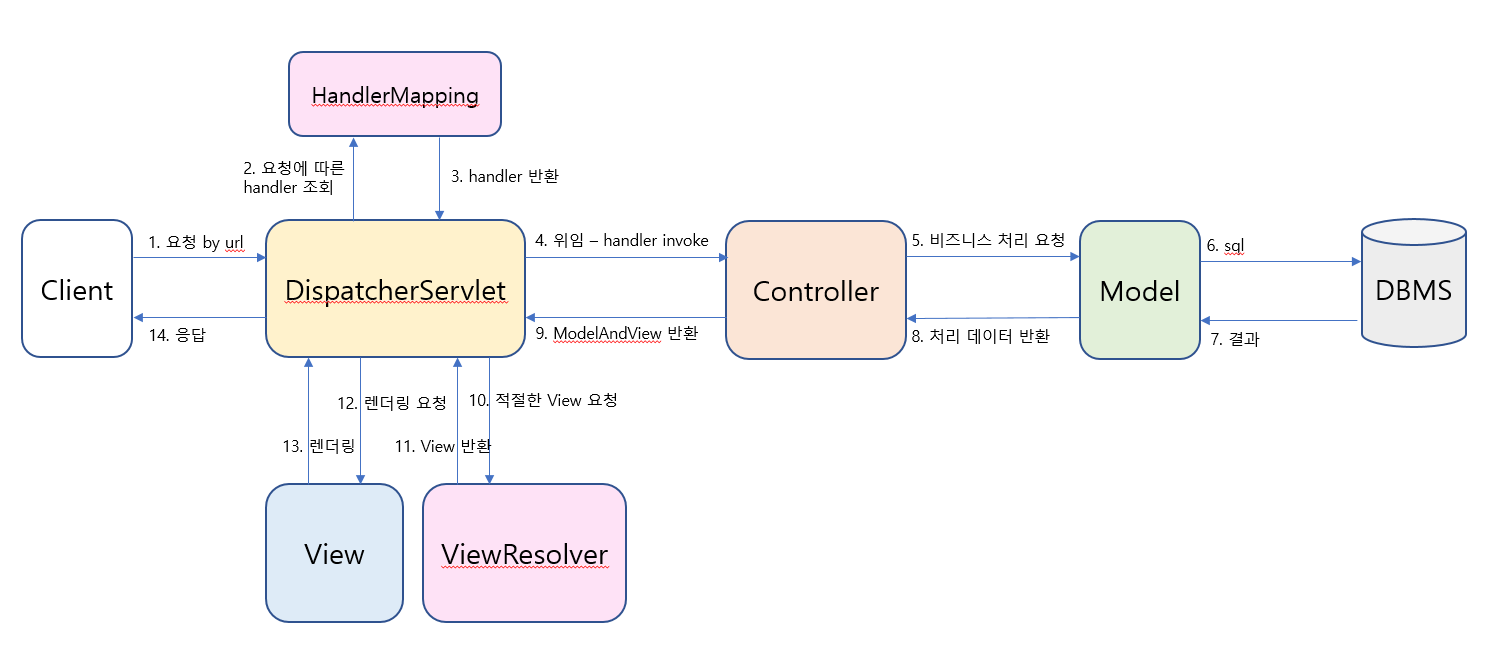 HandlerMapping
2. 요청에 따른
handler 조회
3. handler 반환
1. 요청 by url
4. 위임 – handler invoke
5. 비즈니스 처리 요청
6. sql
Client
DispatcherServlet
Controller
Model
DBMS
14. 응답
9. ModelAndView 반환
8. 처리 데이터 반환
7. 결과
12. 렌더링 요청
10. 적절한 View 요청
13. 렌더링
11. View 반환
View
ViewResolver